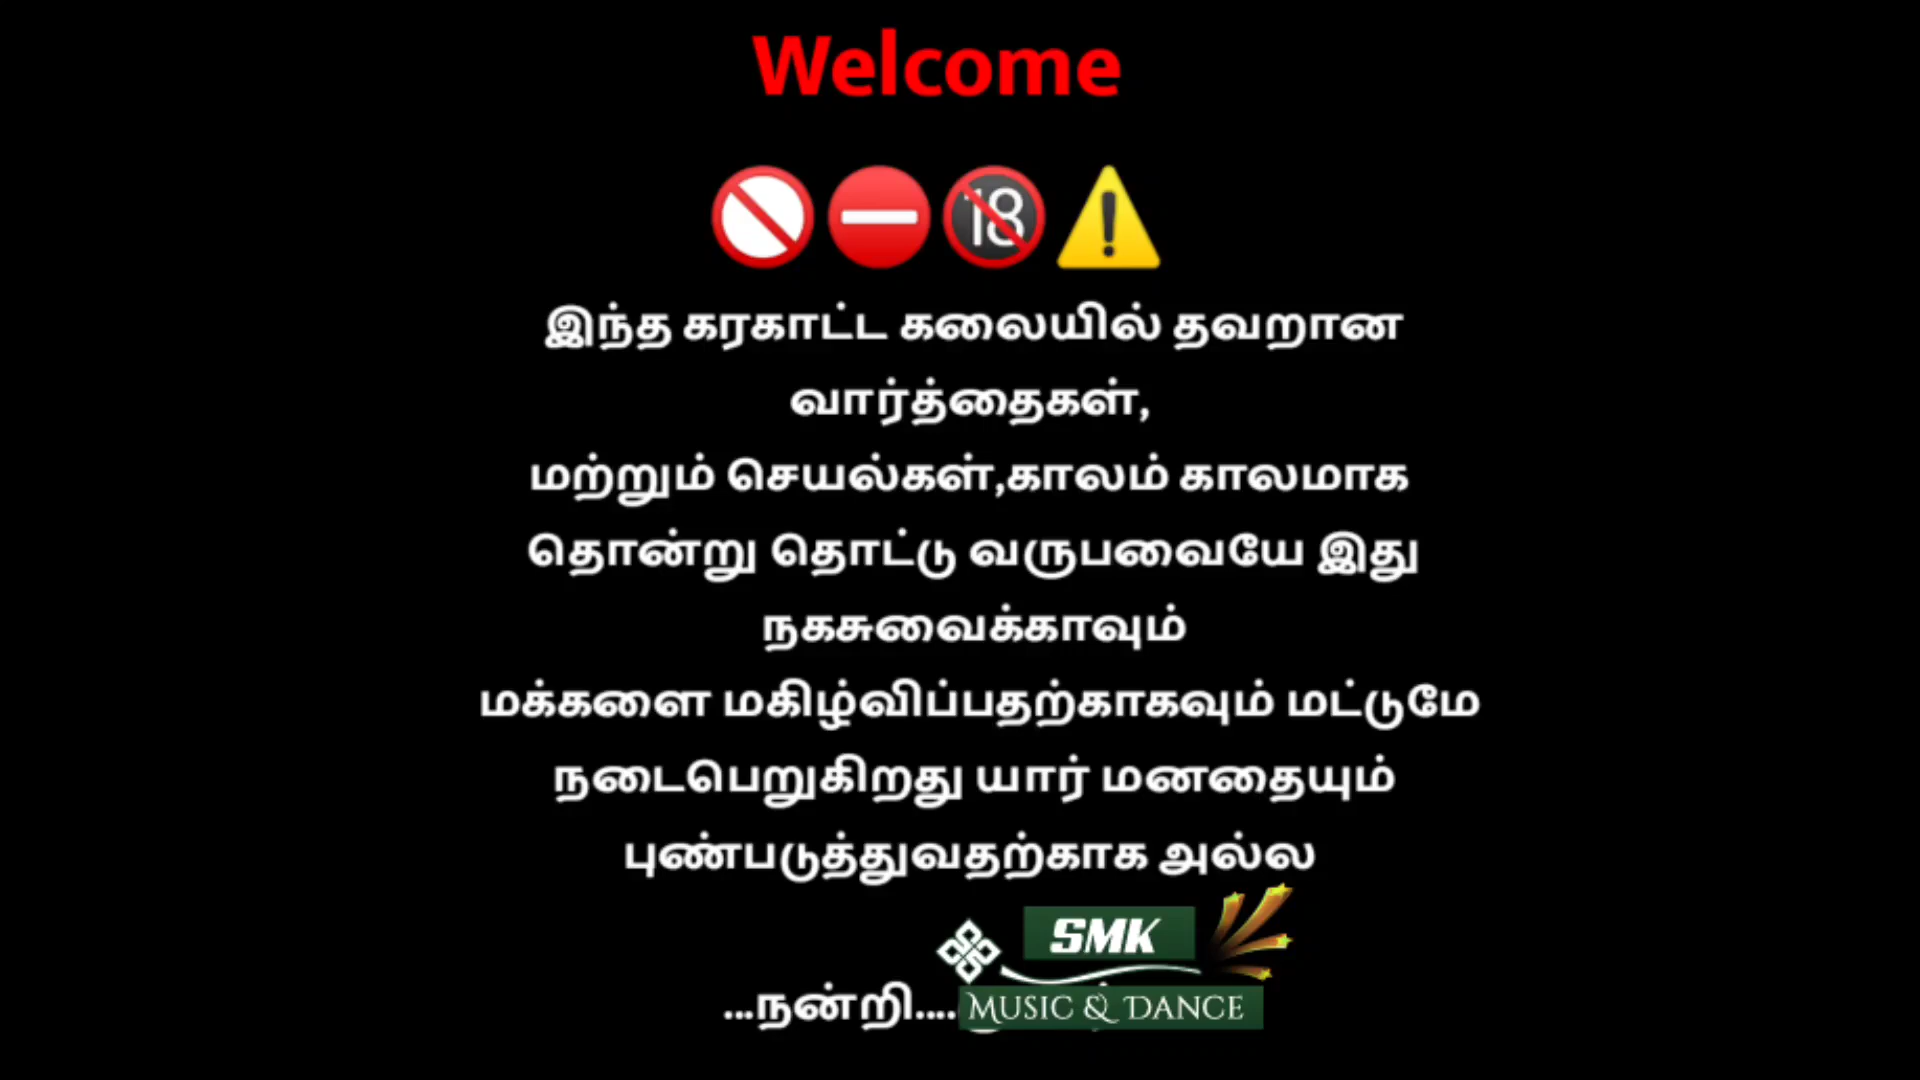 Welcome
🚫⛔🔞⚠️
இந்த கரகாட்ட கலையில் தவறான
வார்த்தைகள்,
மற்றும் செயல்கள்,காலம் காலமாக
தொன்று தொட்டு வருபவையே இது
நகசுவைக்காவும்
மக்களை மகிழ்விப்பதற்காகவும் மட்டுமே
நடைபெறுகிறது யார் மனதையும்
புண்படுத்துவதற்காக அல்ல
SMK
...நன்றி....
MUSIC & DANCE